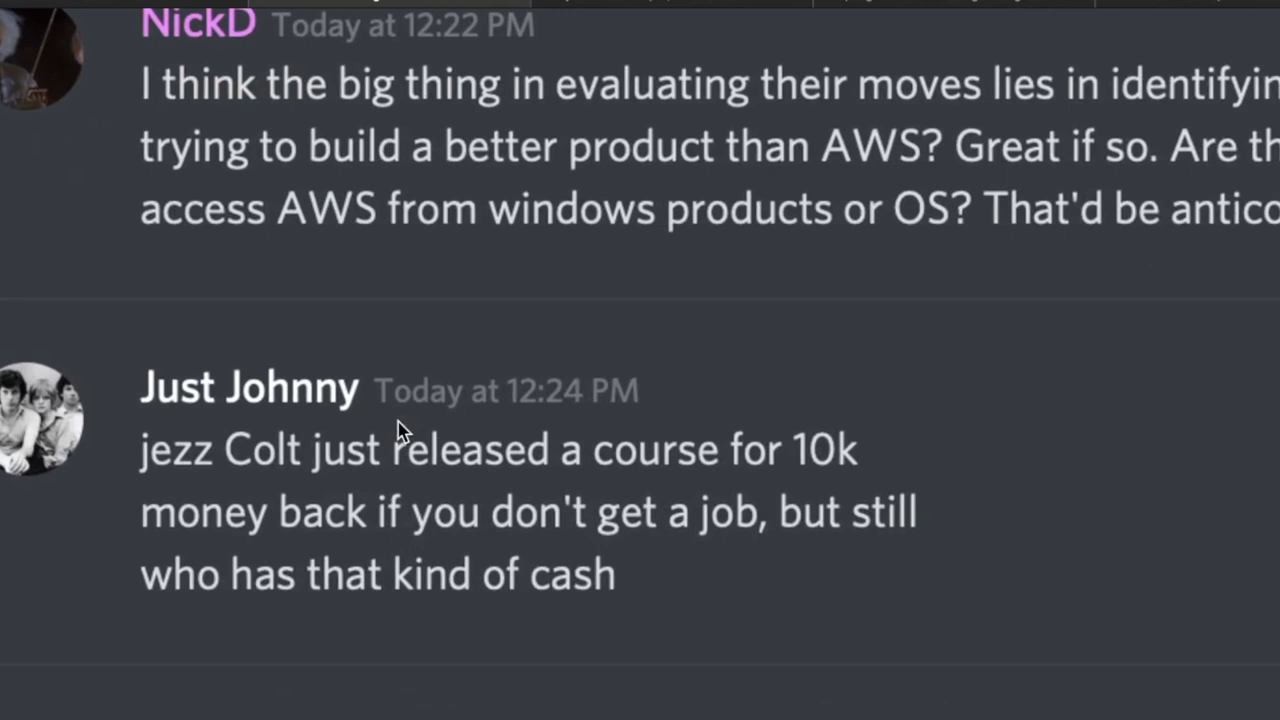 NickD Today at 12:22 PM
I think the big thing in evaluating their moves lies in
trying to build a better product than AWS? Great if so. Are
access AWS from windows products or OS? That'd be
Just Johnny Today at 12:24 PM
jezz Colt just released a course for 10k
money back if you don't get a job, but still
who has that kind of cash